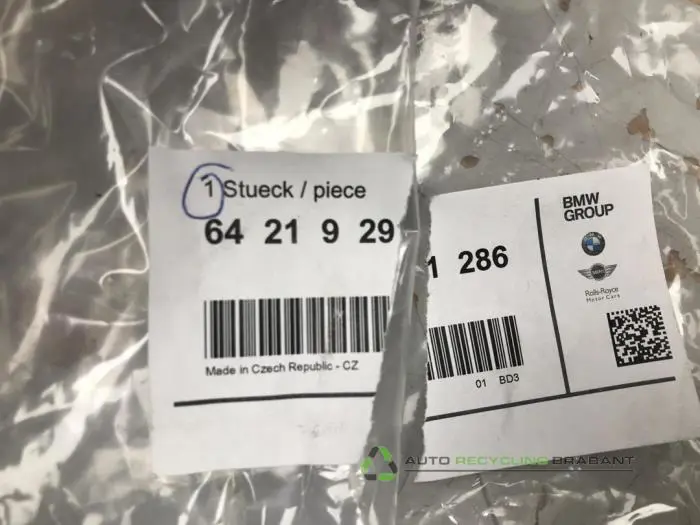 1 Stueck / piece
64 21 9 29 1 286
Made in Czech Republic - CZ
01 BD3
BMW
GROUP
MINI
Rolls-Royce
Motor Cars
AUTO RECYCLING BRABANT